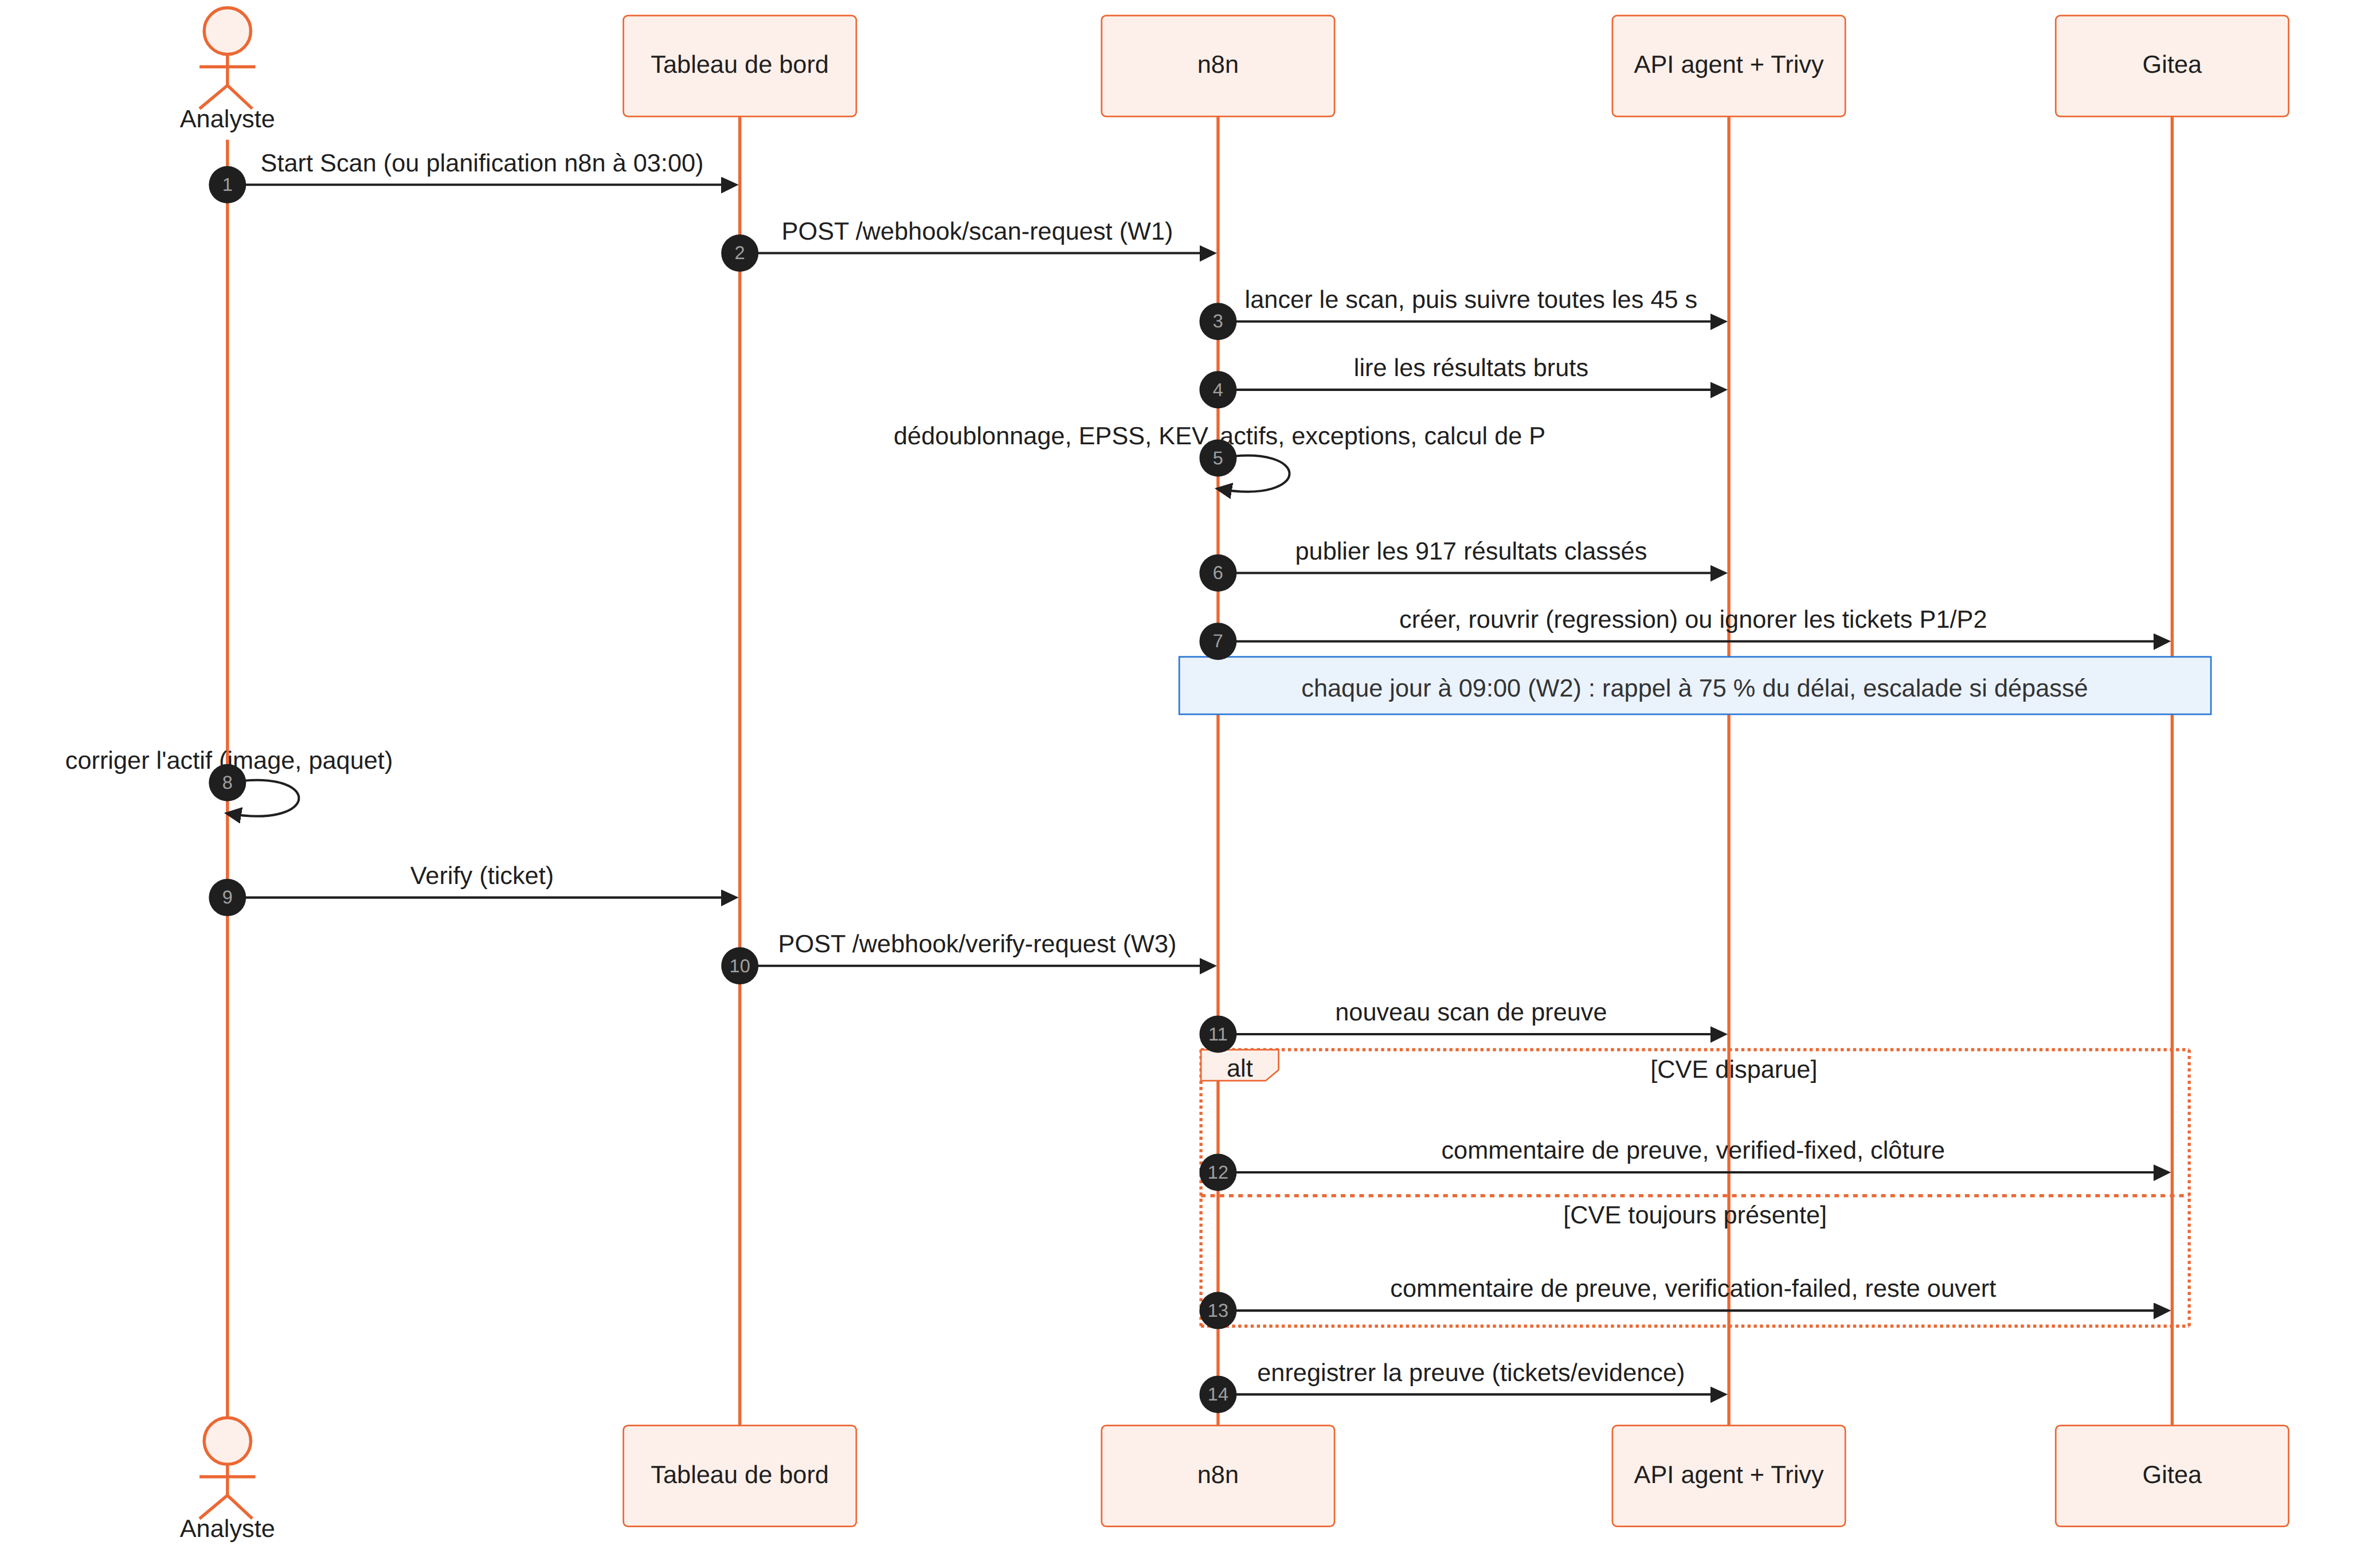 Analyste
Tableau de bord
n8n
API agent + Trivy
Gitea
Start Scan (ou planification n8n à 03:00)
1
POST /webhook/scan-request (W1)
2
lancer le scan, puis suivre toutes les 45 s
3
lire les résultats bruts
4
dédoublonnage, EPSS, KEV, actifs, exceptions, calcul de P
5
publier les 917 résultats classés
6
créer, rouvrir (regression) ou ignorer les tickets P1/P2
7
chaque jour à 09:00 (W2) : rappel à 75 % du délai, escalade si dépassé
corriger l'actif (image, paquet)
8
Verify (ticket)
9
POST /webhook/verify-request (W3)
10
nouveau scan de preuve
11
alt
[CVE disparue]
commentaire de preuve, verified-fixed, clôture
12
[CVE toujours présente]
commentaire de preuve, verification-failed, reste ouvert
13
enregistrer la preuve (tickets/evidence)
14
Analyste
Tableau de bord
n8n
API agent + Trivy
Gitea